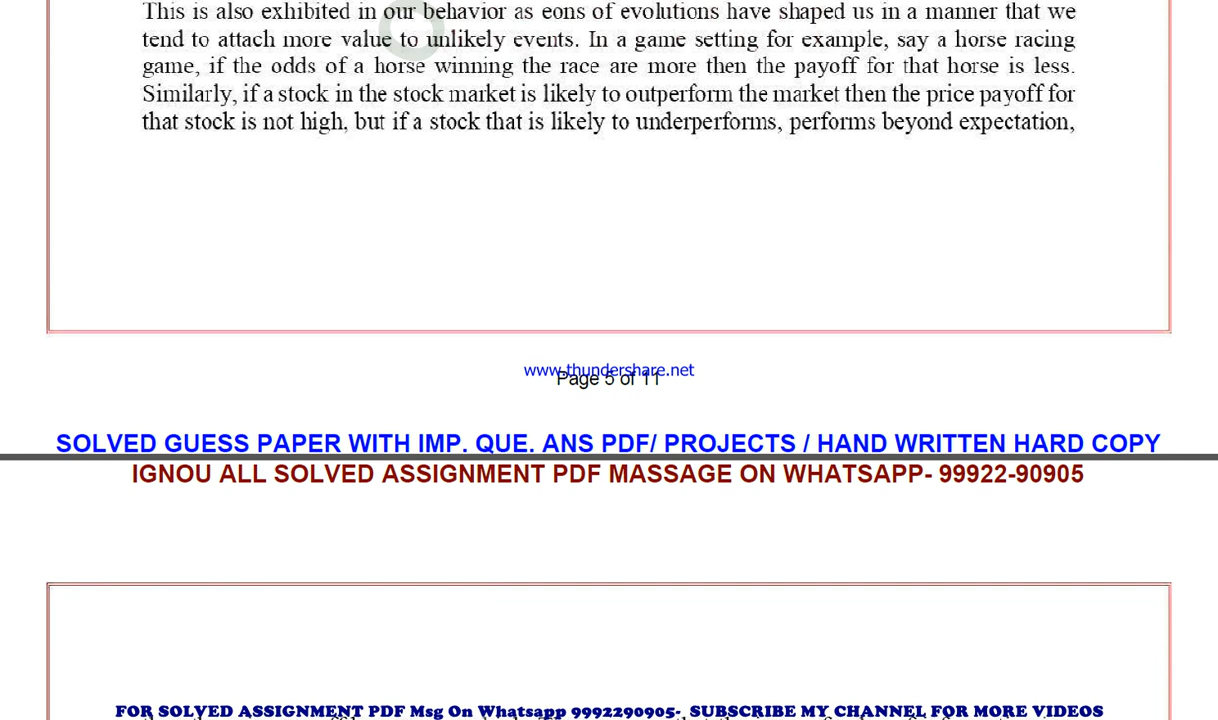 This is also exhibited in our behavior as eons of evolutions have shaped us in a manner that we
tend to attach more value to unlikely events. In a game setting for example, say a horse racing
game, if the odds of a horse winning the race are more then the payoff for that horse is less.
Similarly, if a stock in the stock market is likely to outperform the market then the price payoff for
that stock is not high, but if a stock that is likely to underperforms, performs beyond expectation,
www.thundershare.net
Page 5 of 11
SOLVED GUESS PAPER WITH IMP. QUE. ANS PDF/ PROJECTS / HAND WRITTEN HARD COPY
IGNOU ALL SOLVED ASSIGNMENT PDF MASSAGE ON WHATSAPP- 99922-90905
FOR SOLVED ASSIGNMENT PDF Msg On Whatsapp 9992290905- SUBSCRIBE MY CHANNEL FOR MORE VIDEOS